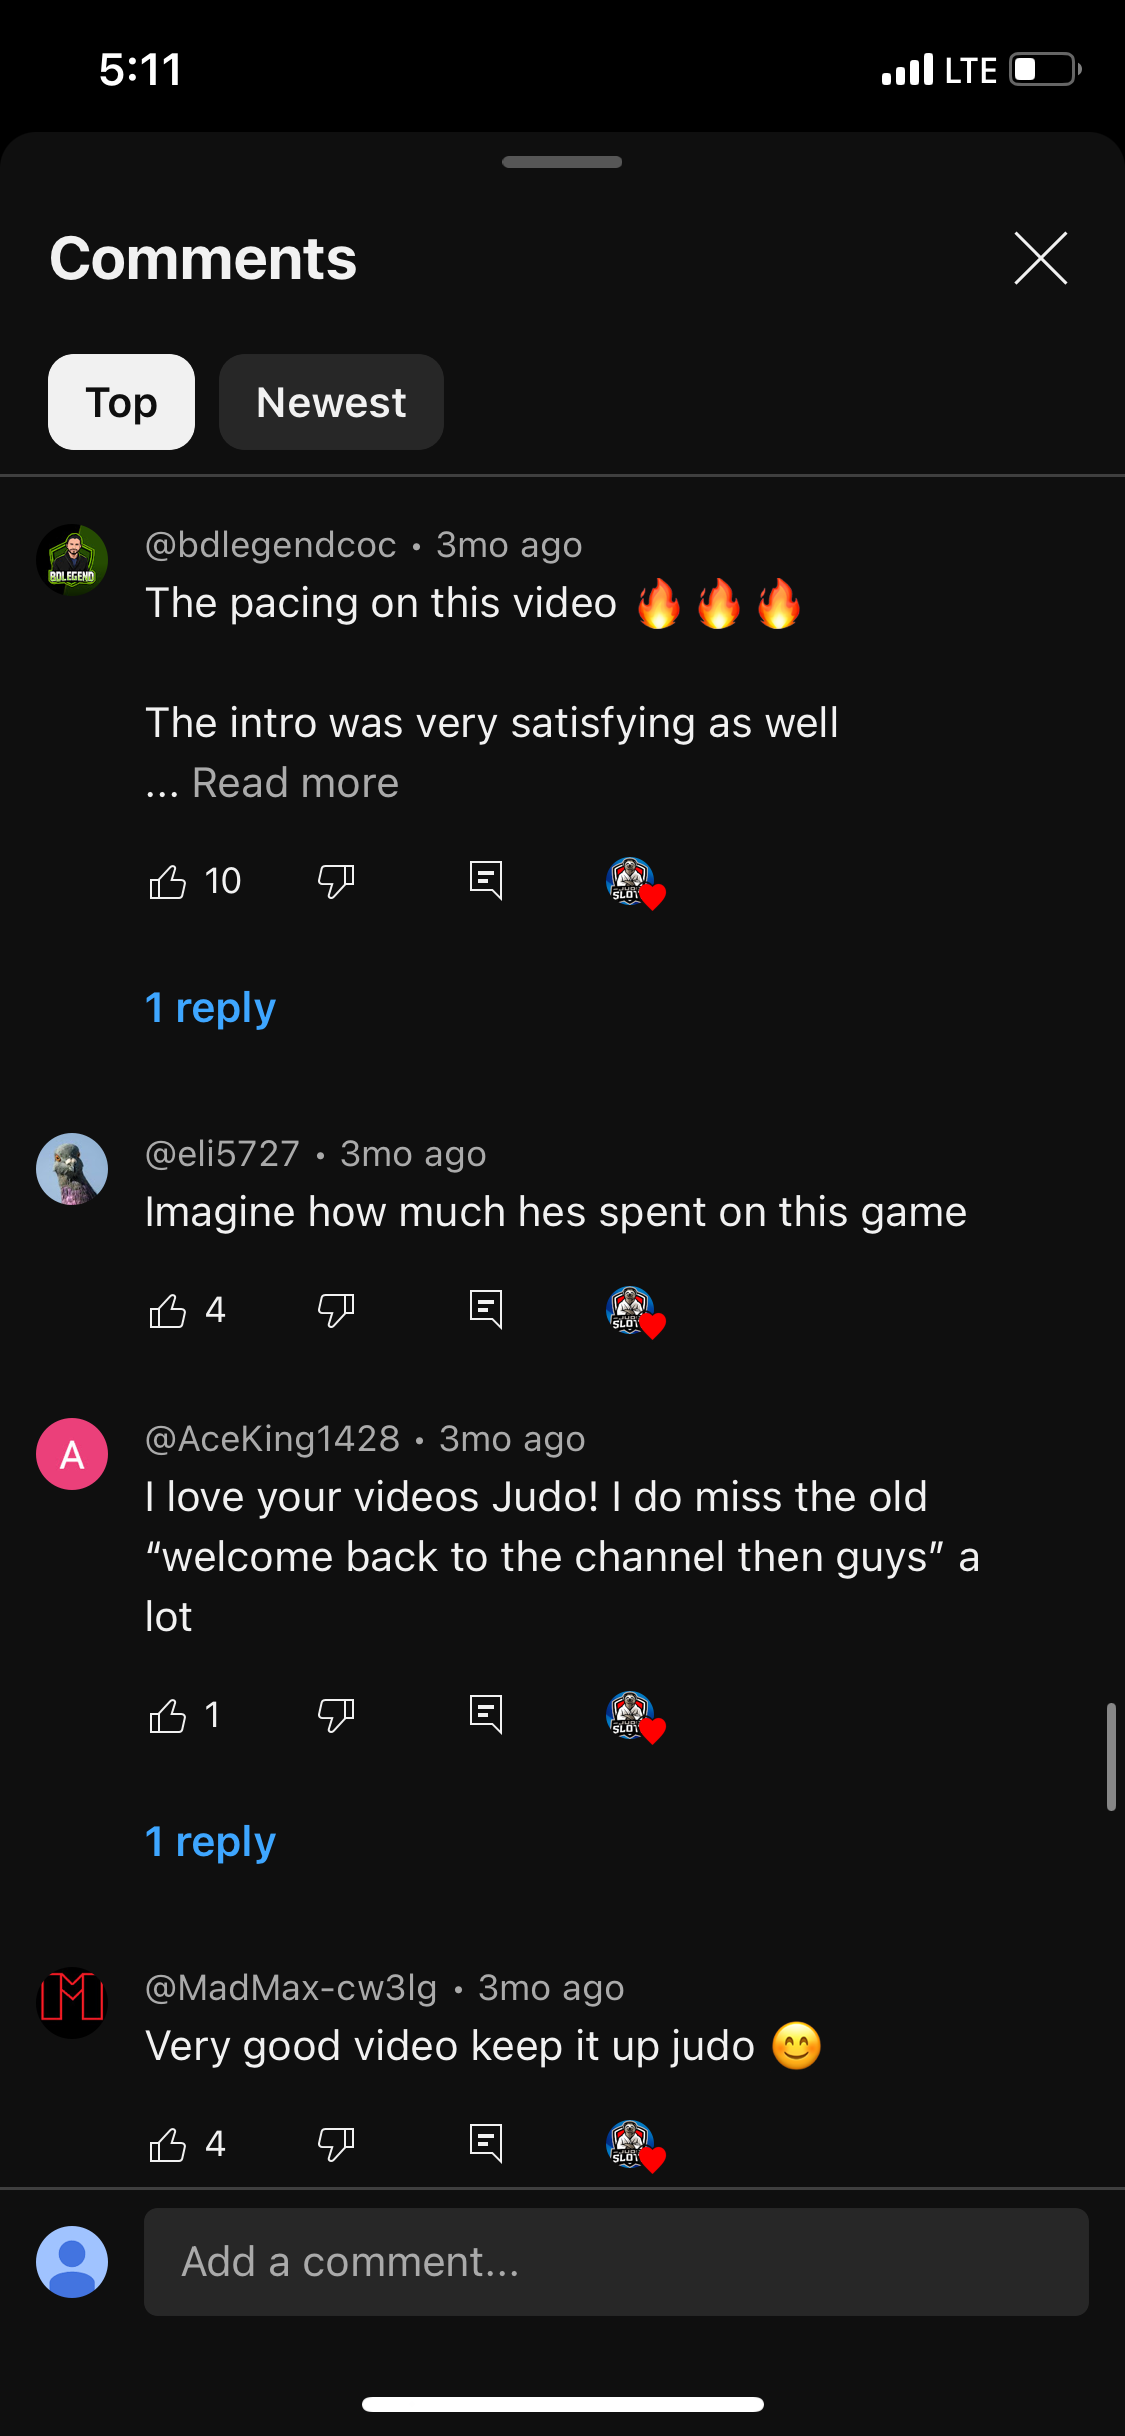 5:11
LTE
Comments
Top Newest
BDLEGEND
@bdlegendcoc • 3mo ago
The pacing on this video 🔥🔥🔥
The intro was very satisfying as well
... Read more
10
1 reply
@eli5727 • 3mo ago
Imagine how much hes spent on this game
4
A
@AceKing1428 • 3mo ago
I love your videos Judo! I do miss the old
“welcome back to the channel then guys” a
lot
1
1 reply
M
@MadMax-cw3lg • 3mo ago
Very good video keep it up judo 😊
4
Add a comment...